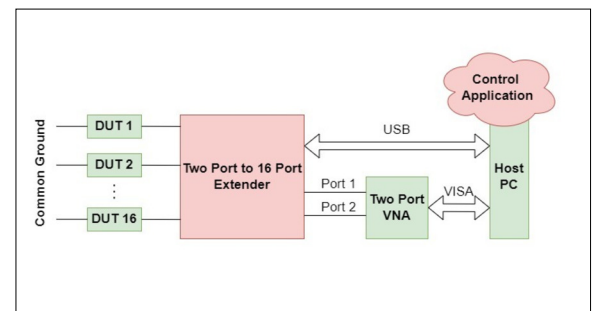 Control
Application
Common Ground
DUT 1
DUT 2
⋮
DUT 16
Two Port to 16 Port
Extender
USB
Port 1
Port 2
Two Port
VNA
VISA
Host
PC